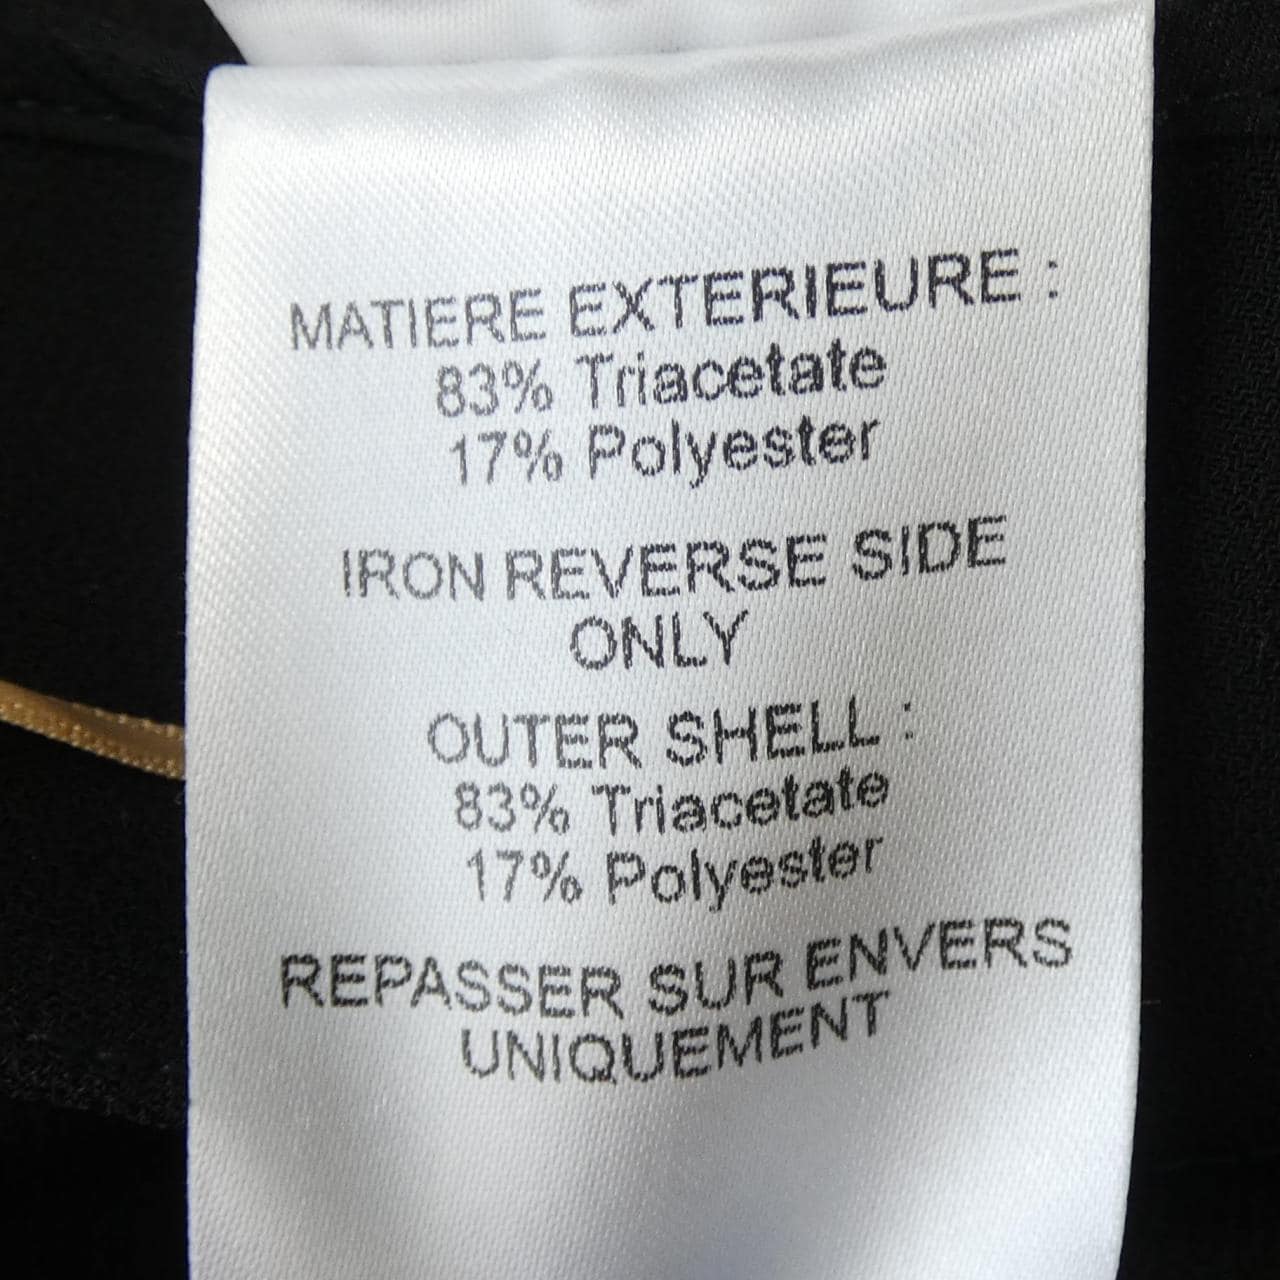 MATIERE EXTERIEURE :
83% Triacetate
17% Polyester
IRON REVERSE SIDE
ONLY
OUTER SHELL :
83% Triacetate
17% Polyester
REPASSER SUR ENVERS
UNIQUEMENT